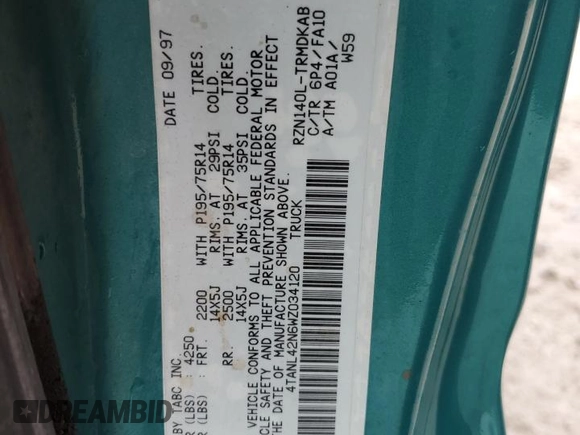 BY: ABC INC. DATE 09/97
R (LBS) : 4250
R (LBS) : FRT. 2200 WITH P195/75R14 TIRES.
14X5J RIMS. AT 29PSI COLD.
RR. 2500 WITH P195/75R14 TIRES.
14X5J RIMS. AT 35PSI COLD.
VEHICLE CONFORMS TO ALL APPLICABLE FEDERAL MOTOR
CLE SAFETY AND THEFT PREVENTION STANDARDS IN EFFECT
DATE OF MANUFACTURE SHOWN ABOVE.
4TANL42N6WZ034120 TRUCK
RZN140L-TRMDKAB
C/TR 6P4/FA10
A/TM A01A/
W59
DREAMBID